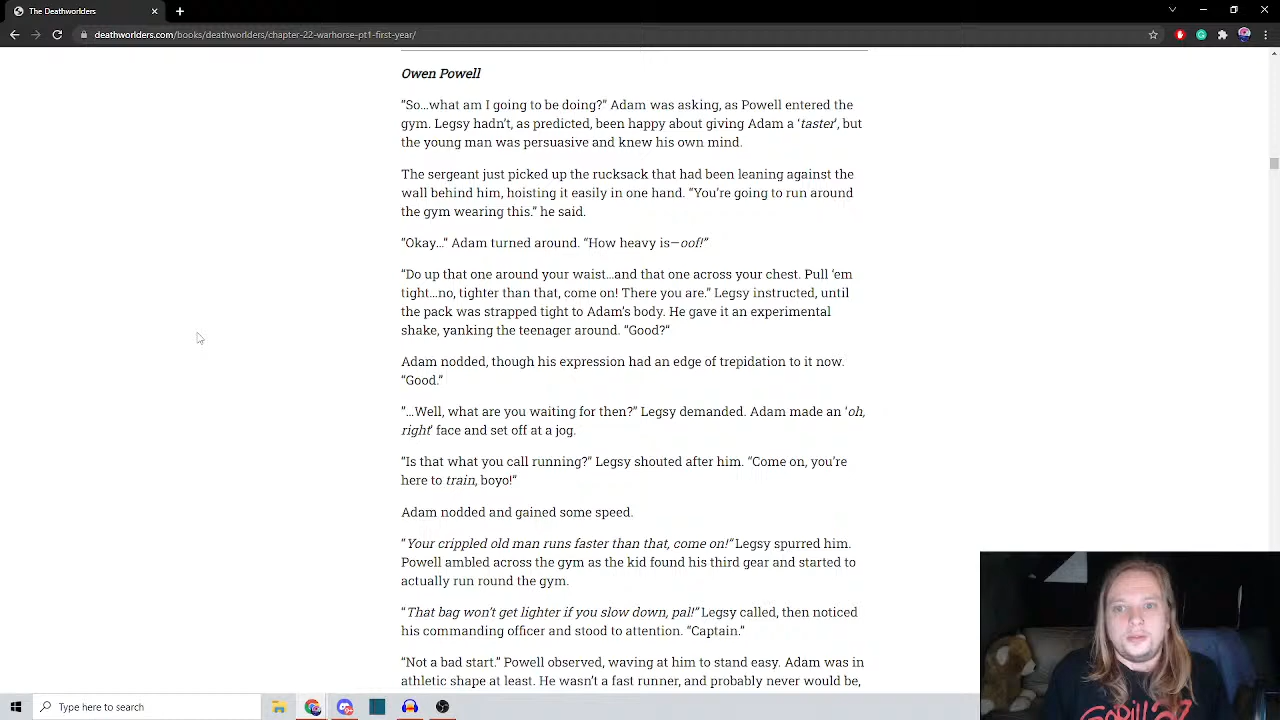 The Deathworlders
deathworlders.com/books/deathworlders/chapter-22-warhorse-pt1-first-year/
Owen Powell
"So…what am I going to be doing?" Adam was asking, as Powell entered the
gym. Legsy hadn't, as predicted, been happy about giving Adam a 'taster', but
the young man was persuasive and knew his own mind.
The sergeant just picked up the rucksack that had been leaning against the
wall behind him, hoisting it easily in one hand. "You're going to run around
the gym wearing this." he said.
"Okay…" Adam turned around. "How heavy is—oof!"
"Do up that one around your waist…and that one across your chest. Pull 'em
tight…no, tighter than that, come on! There you are." Legsy instructed, until
the pack was strapped tight to Adam's body. He gave it an experimental
shake, yanking the teenager around. "Good?"
Adam nodded, though his expression had an edge of trepidation to it now.
"Good."
"…Well, what are you waiting for then?" Legsy demanded. Adam made an 'oh,
right' face and set off at a jog.
"Is that what you call running?" Legsy shouted after him. "Come on, you're
here to train, boyo!"
Adam nodded and gained some speed.
"Your crippled old man runs faster than that, come on!" Legsy spurred him.
Powell ambled across the gym as the kid found his third gear and started to
actually run round the gym.
"That bag won't get lighter if you slow down, pal!" Legsy called, then noticed
his commanding officer and stood to attention. "Captain."
"Not a bad start." Powell observed, waving at him to stand easy. Adam was in
athletic shape at least. He wasn't a fast runner, and probably never would be,
Type here to search